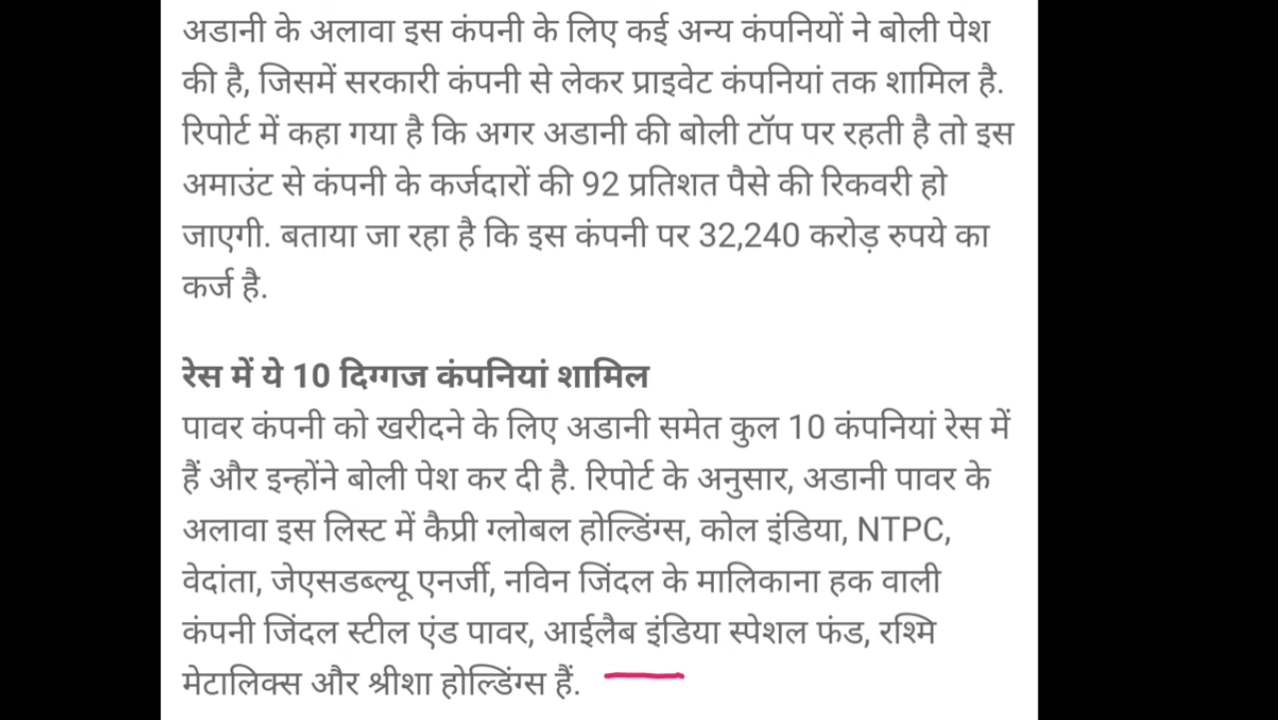 अडानी के अलावा इस कंपनी के लिए कई अन्य कंपनियों ने बोली पेश
की है, जिसमें सरकारी कंपनी से लेकर प्राइवेट कंपनियां तक शामिल है.
रिपोर्ट में कहा गया है कि अगर अडानी की बोली टॉप पर रहती है तो इस
अमाउंट से कंपनी के कर्जदारों की 92 प्रतिशत पैसे की रिकवरी हो
जाएगी. बताया जा रहा है कि इस कंपनी पर 32,240 करोड़ रुपये का
कर्ज है.
रेस में ये 10 दिग्गज कंपनियां शामिल
पावर कंपनी को खरीदने के लिए अडानी समेत कुल 10 कंपनियां रेस में
हैं और इन्होंने बोली पेश कर दी है. रिपोर्ट के अनुसार, अडानी पावर के
अलावा इस लिस्ट में कैप्री ग्लोबल होल्डिंग्स, कोल इंडिया, NTPC,
वेदांता, जेएसडब्ल्यू एनर्जी, नविन जिंदल के मालिकाना हक वाली
कंपनी जिंदल स्टील एंड पावर, आईलैब इंडिया स्पेशल फंड, रश्मि
मेटालिक्स और श्रीशा होल्डिंग्स हैं.